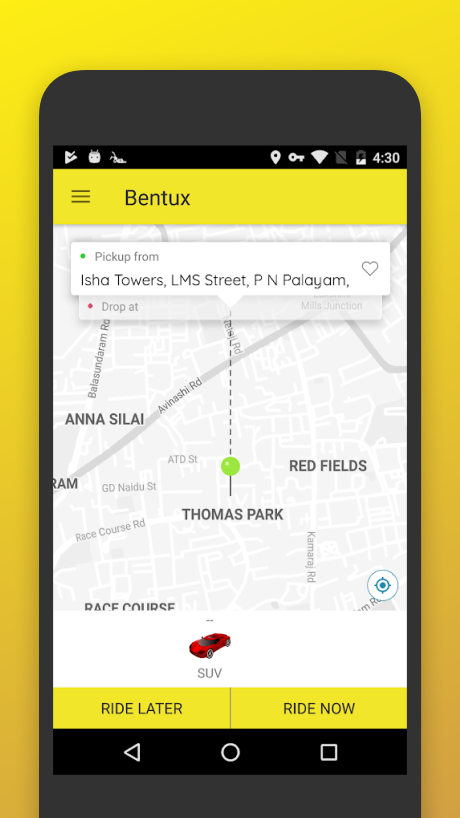 4:30
Bentux
Pickup from
Isha Towers, LMS Street, P N Palayam,
Drop at
Mills Junction
Balasundaram Rd
Avinashi Rd
ANNA SILAI
ATD St
RED FIELDS
RAM
GD Naidu St
THOMAS PARK
Race Course Rd
Kamaraj Rd
RACE COURSE
--
SUV
RIDE LATER
RIDE NOW